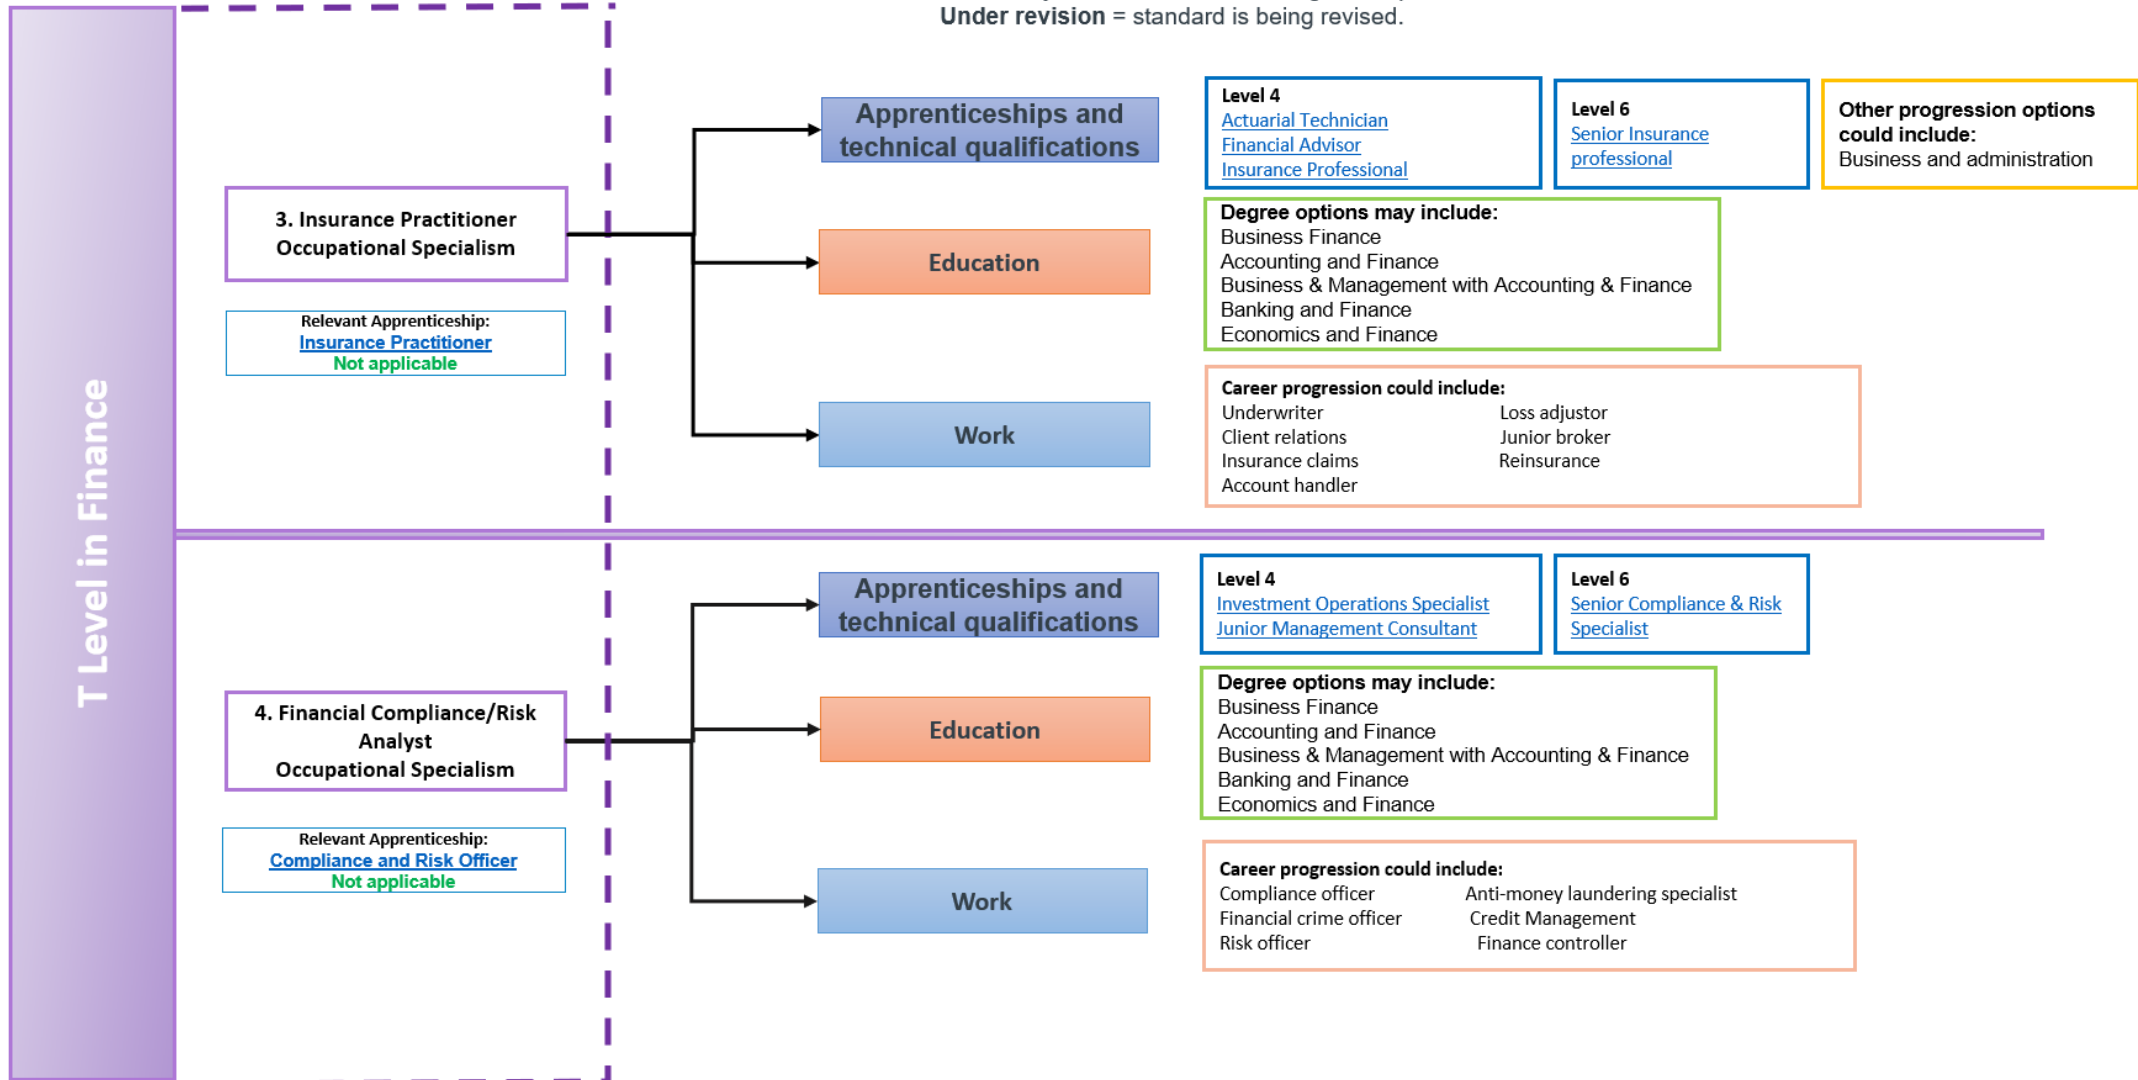 Under revision = standard is being revised.
T Level in Finance
3. Insurance Practitioner
Occupational Specialism
Relevant Apprenticeship:
Insurance Practitioner
Not applicable
Apprenticeships and
technical qualifications
Level 4
Actuarial Technician
Financial Advisor
Insurance Professional
Level 6
Senior Insurance
professional
Other progression options
could include:
Business and administration
Education
Degree options may include:
Business Finance
Accounting and Finance
Business & Management with Accounting & Finance
Banking and Finance
Economics and Finance
Work
Career progression could include:
Underwriter Loss adjustor
Client relations Junior broker
Insurance claims Reinsurance
Account handler
4. Financial Compliance/Risk
Analyst
Occupational Specialism
Relevant Apprenticeship:
Compliance and Risk Officer
Not applicable
Apprenticeships and
technical qualifications
Level 4
Investment Operations Specialist
Junior Management Consultant
Level 6
Senior Compliance & Risk
Specialist
Education
Degree options may include:
Business Finance
Accounting and Finance
Business & Management with Accounting & Finance
Banking and Finance
Economics and Finance
Work
Career progression could include:
Compliance officer Anti-money laundering specialist
Financial crime officer Credit Management
Risk officer Finance controller